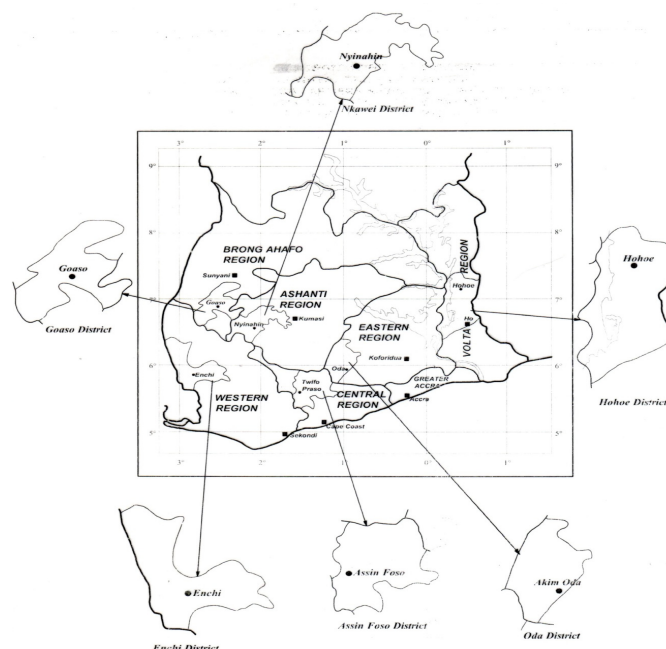 Nyinahin
Nkawei District
3° 2° 1° 0° 1°
9° 9°
8° 8°
7° 7°
6° 6°
5° 5°
BRONG AHAFO
REGION
Sunyani
Goaso
ASHANTI
REGION
Nyinahin
Kumasi
EASTERN
REGION
Koforidua
Oda
VOLTA REGION
Hohoe
Ho
Enchi
WESTERN
REGION
Twifo
Praso
CENTRAL
REGION
GREATER
ACCRA
Accra
Cape Coast
Sekondi
3° 2° 1° 0° 1°
Goaso
Goaso District
Hohoe
Hohoe District
Enchi
Enchi District
Assin Foso
Assin Foso District
Akim Oda
Oda District